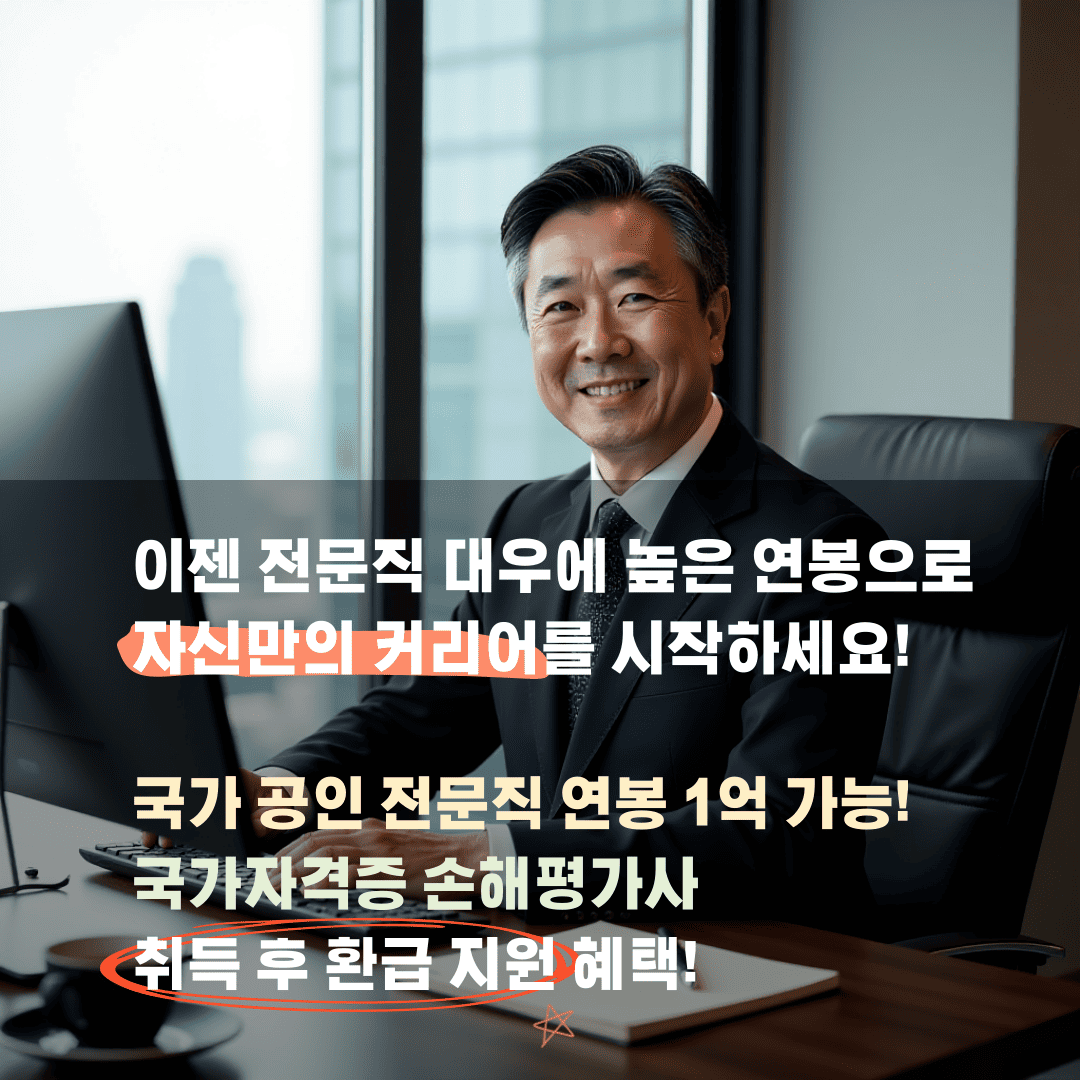 이젠 전문직 대우에 높은 연봉으로
자신만의 커리어를 시작하세요!
국가 공인 전문직 연봉 1억 가능!
국가자격증 손해평가사
취득 후 환급 지원 혜택!